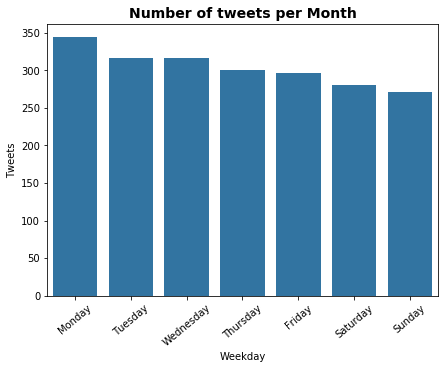 Number of tweets per Month
350
300
250
200
150
100
50
0
Tweets
Monday
Tuesday
Wednesday
Thursday
Friday
Saturday
Sunday
Weekday